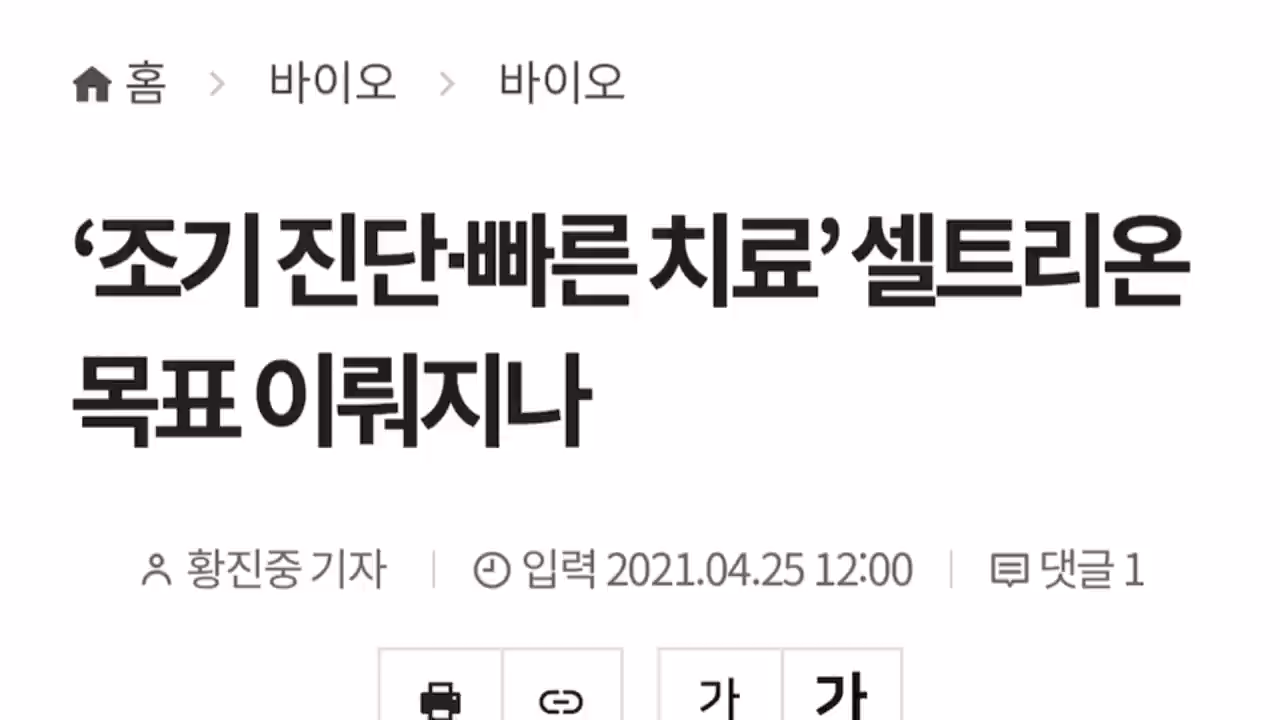 홈 > 바이오 > 바이오
‘조기 진단·빠른 치료’ 셀트리온
목표 이뤄지나
황진중 기자 | 입력 2021.04.25 12:00 | 댓글 1
가 가